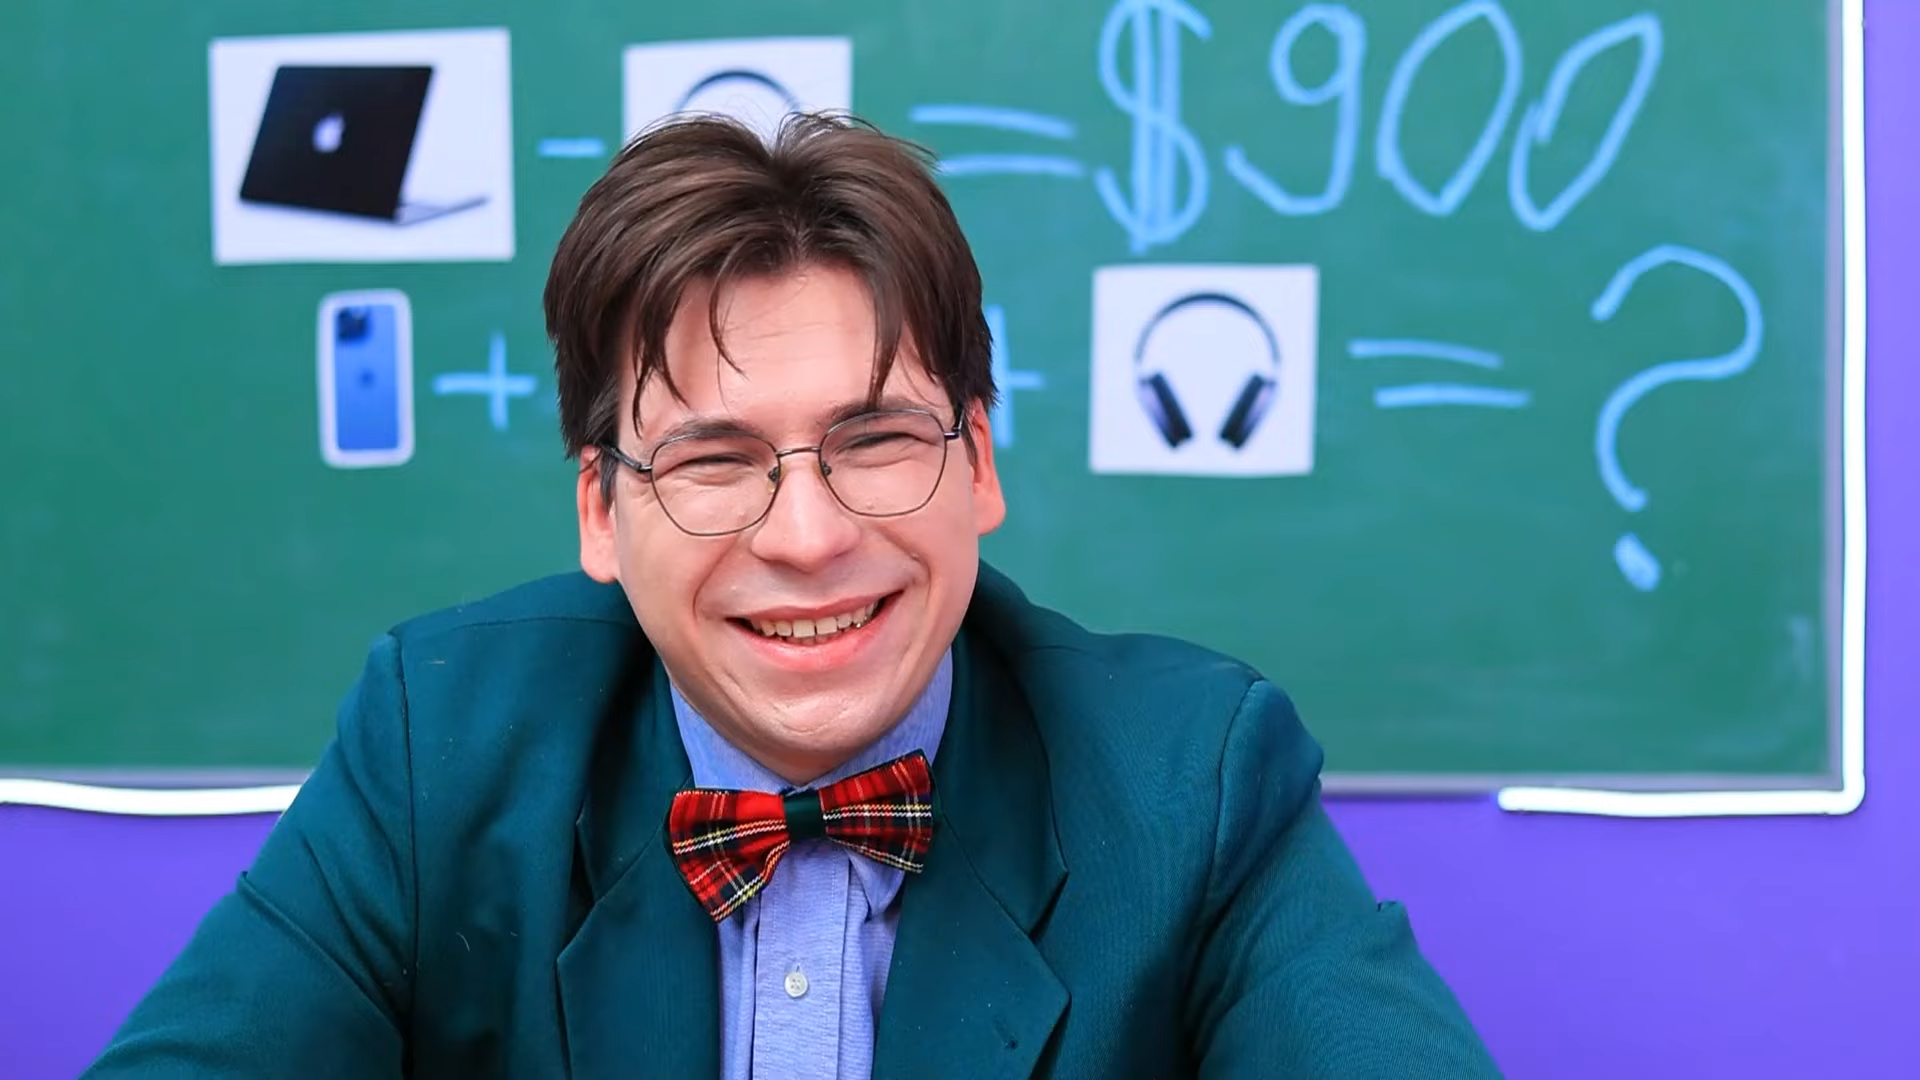 - = $900
+ + = ?